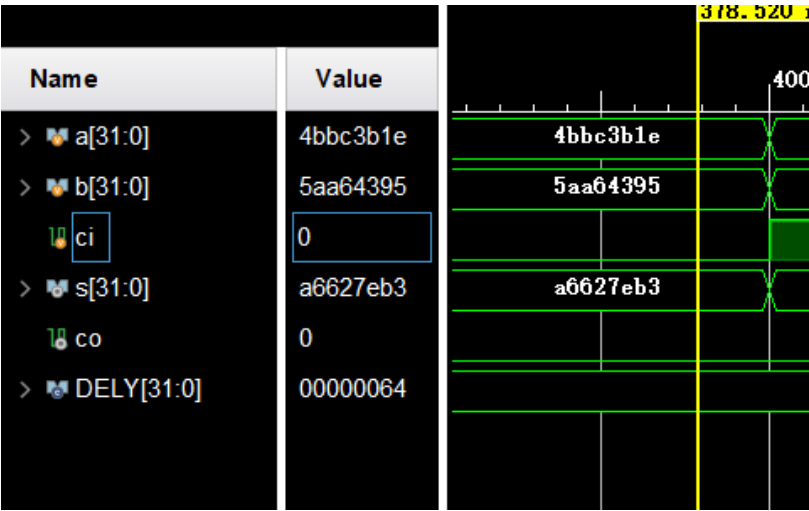 378.520
Name Value
400
a[31:0] 4bbc3b1e 4bbc3b1e
b[31:0] 5aa64395 5aa64395
ci 0
s[31:0] a6627eb3 a6627eb3
co 0
DELY[31:0] 00000064